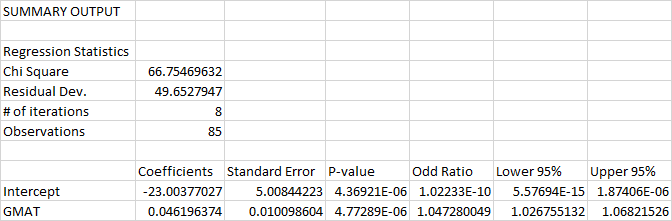 SUMMARY OUTPUT
Regression Statistics
Chi Square 66.75469632
Residual Dev. 49.6527947
# of iterations 8
Observations 85
Coefficients Standard Error P-value Odd Ratio Lower 95% Upper 95%
Intercept -23.00377027 5.00844223 4.36921E-06 1.02233E-10 5.57694E-15 1.87406E-06
GMAT 0.046196374 0.010098604 4.77289E-06 1.047280049 1.026755132 1.06821526